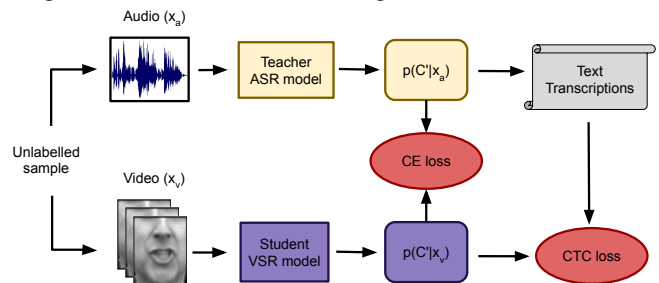 Audio (x_a)
Teacher
ASR model
p(C'|x_a)
Text
Transcriptions
CE loss
Unlabelled
sample
Video (x_v)
Student
VSR model
p(C'|x_v)
CTC loss